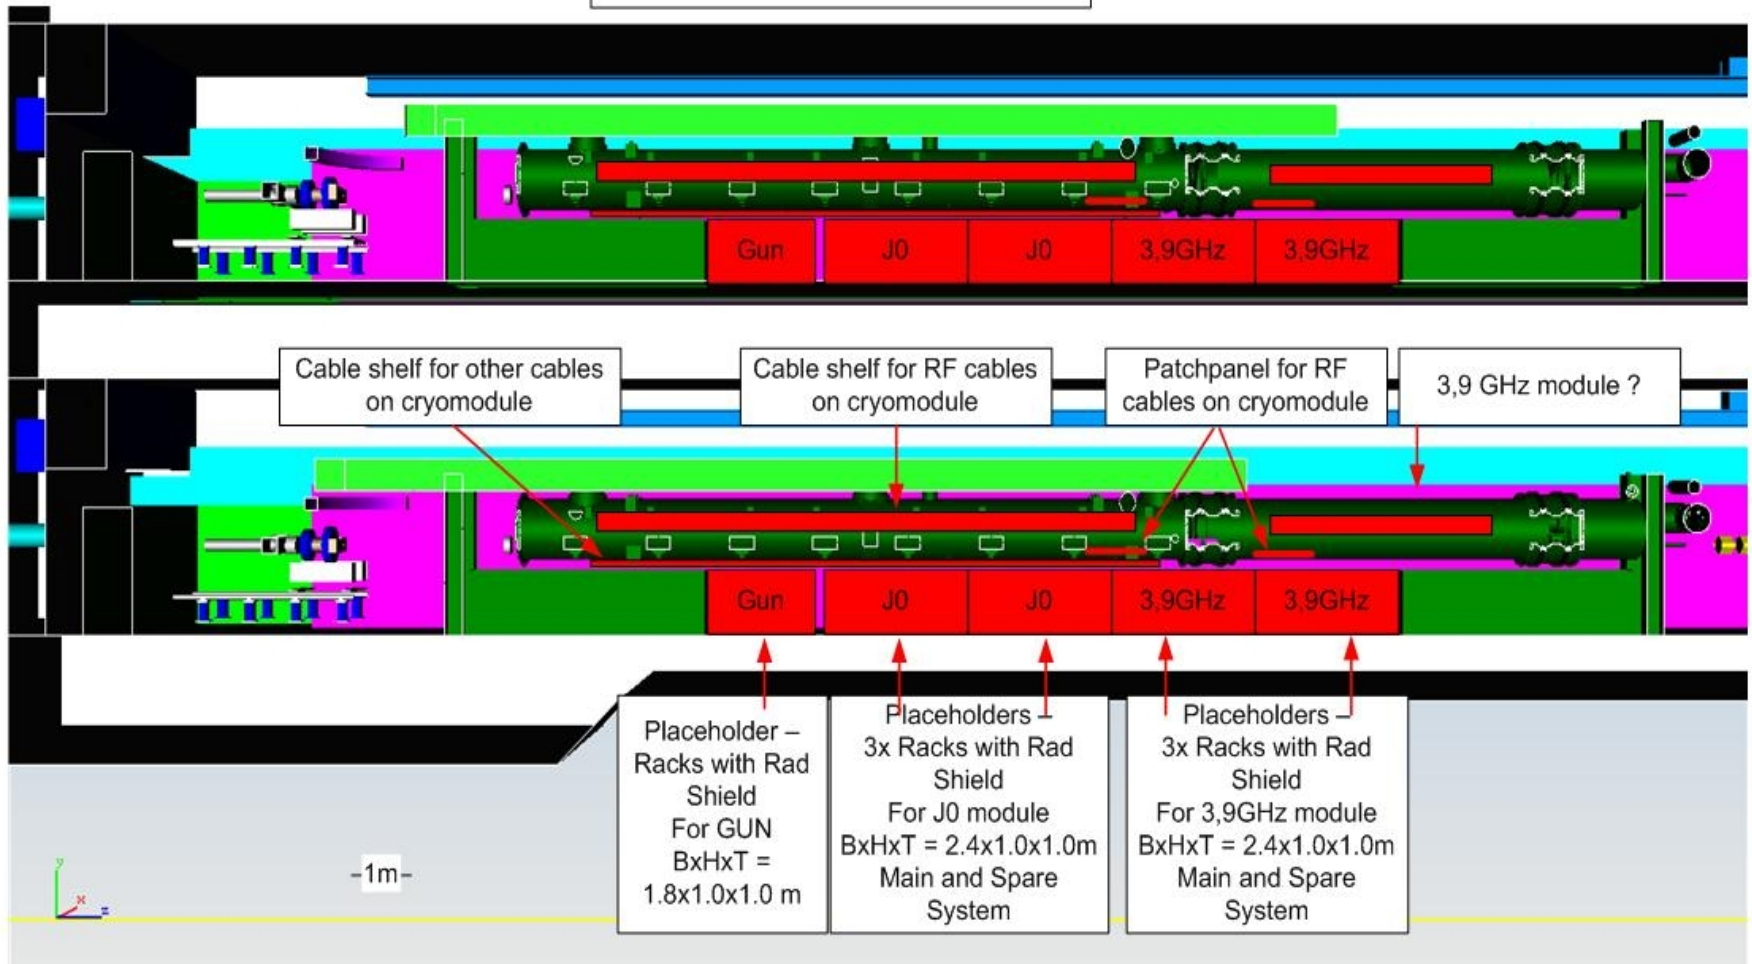 Gun
J0
J0
3,9GHz
3,9GHz
Cable shelf for other cables
on cryomodule
Cable shelf for RF cables
on cryomodule
Patchpanel for RF
cables on cryomodule
3,9 GHz module ?
Gun
J0
J0
3,9GHz
3,9GHz
Placeholder –
Racks with Rad
Shield
For GUN
BxHxT =
1.8x1.0x1.0 m
Placeholders –
3x Racks with Rad
Shield
For J0 module
BxHxT = 2.4x1.0x1.0m
Main and Spare
System
Placeholders –
3x Racks with Rad
Shield
For 3,9GHz module
BxHxT = 2.4x1.0x1.0m
Main and Spare
System
-1m-
y
x
z